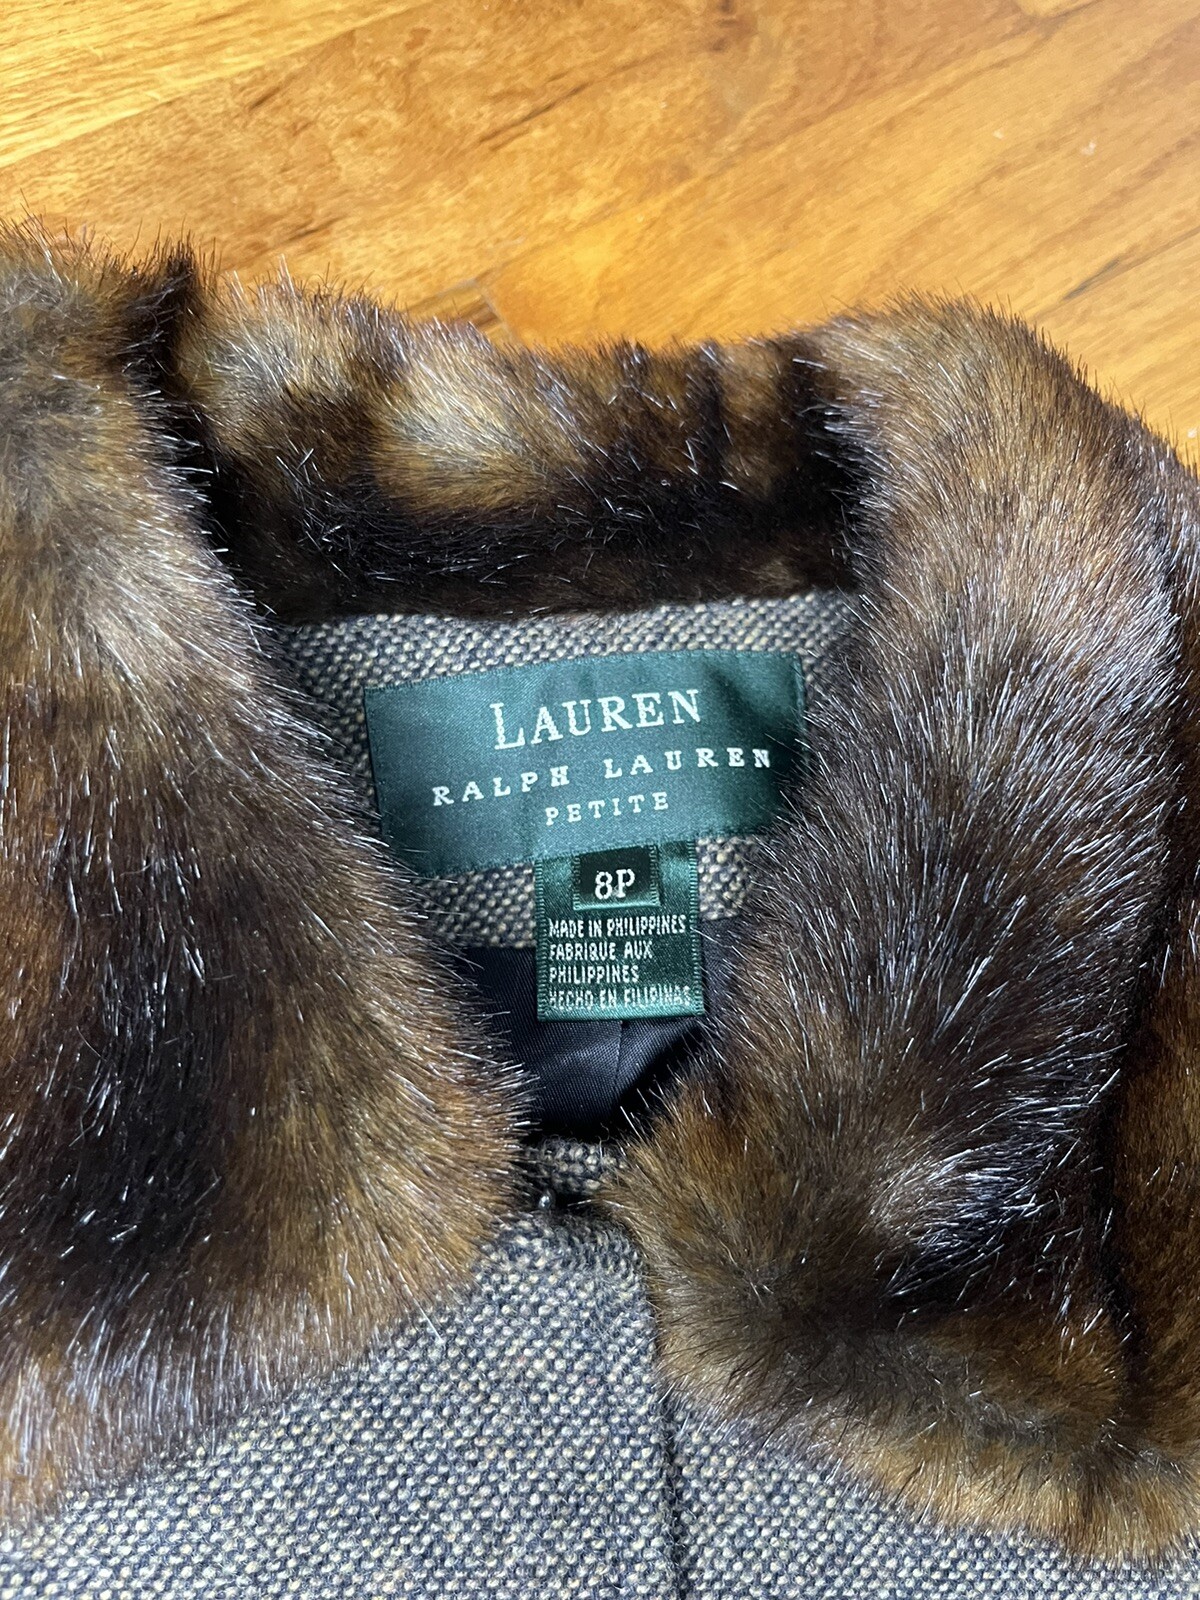 LAUREN
RALPH LAUREN
PETITE
8P
MADE IN PHILIPPINES
FABRIQUE AUX
PHILIPPINES
HECHO EN FILIPINAS